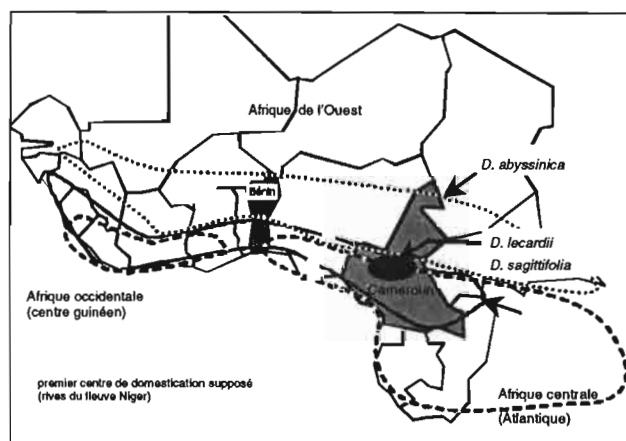 Afrique de l'Ouest
D. abyssinica
Bénin
D. lecardii
D. sagittifolia
Cameroun
Afrique occidentale
(centre guinéen)
premier centre de domestication supposé
(rives du fleuve Niger)
Afrique centrale
(Atlantique)